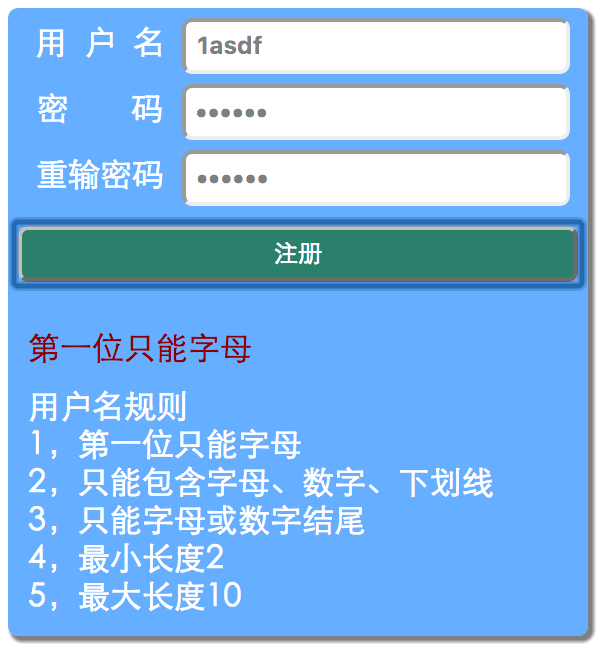 用 户 名 1asdf
密 码 ••••••
重输密码 ••••••
注册
第一位只能字母
用户名规则
1，第一位只能字母
2，只能包含字母、数字、下划线
3，只能字母或数字结尾
4，最小长度2
5，最大长度10